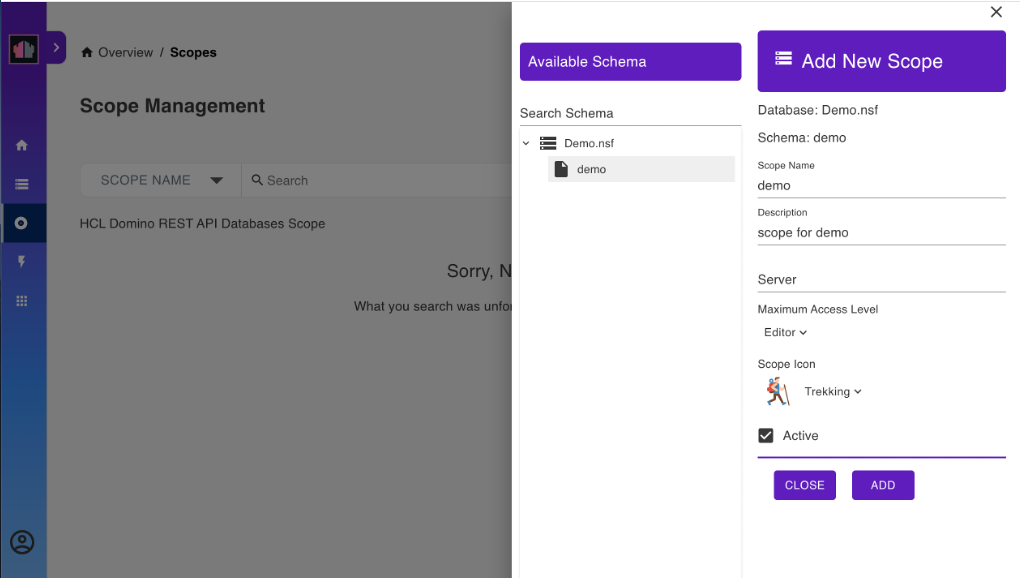 Overview / Scopes
Scope Management
SCOPE NAME
Search
HCL Domino REST API Databases Scope
Sorry, N
What you search was unfor
Available Schema
Search Schema
Demo.nsf
demo
Add New Scope
Database: Demo.nsf
Schema: demo
Scope Name
demo
Description
scope for demo
Server
Maximum Access Level
Editor
Scope Icon
Trekking
Active
CLOSE ADD